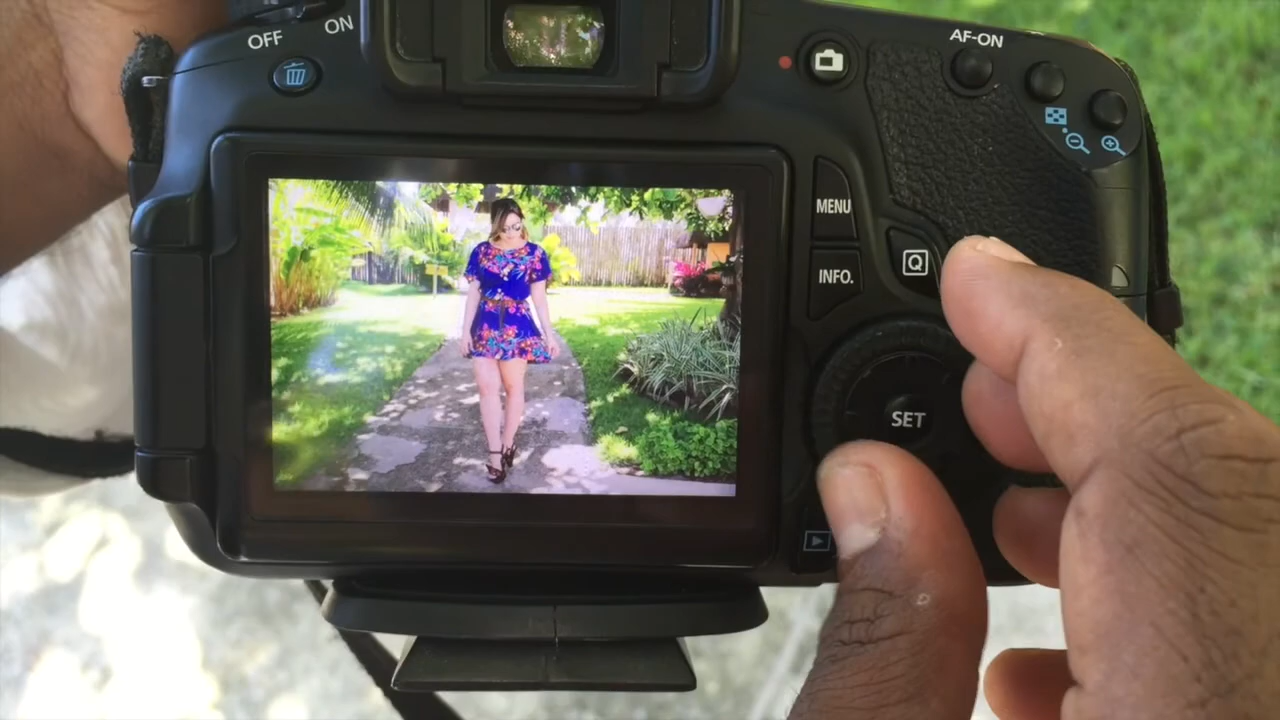 OFF ON
AF-ON
MENU
Q
INFO.
SET